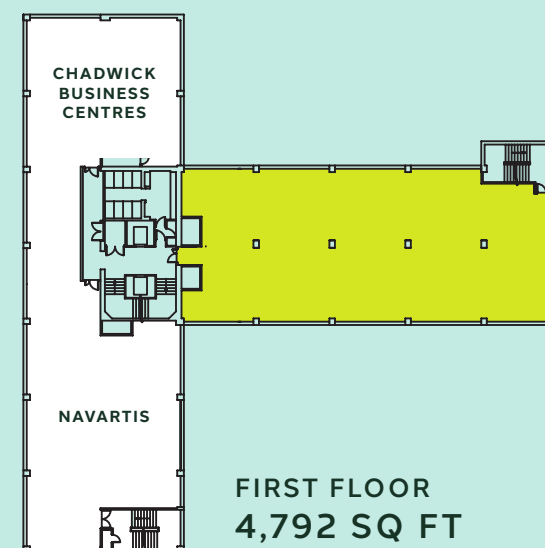 CHADWICK
BUSINESS
CENTRES
NAVARTIS
FIRST FLOOR
4,792 SQ FT